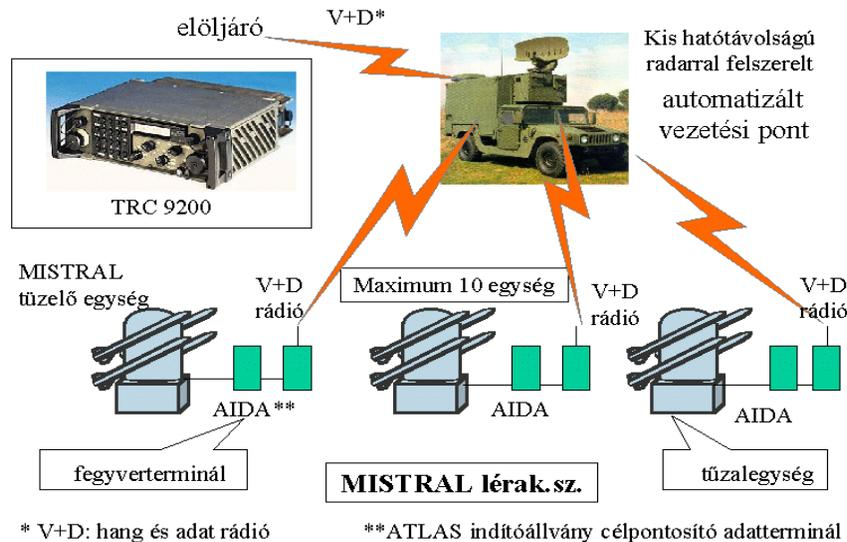 elöljáró
V+D*
Kis hatótávolságú
radarral felszerelt
automatizált
vezetési pont
TRC 9200
MISTRAL
tüzelő egység
V+D
rádió
Maximum 10 egység
V+D
rádió
V+D
rádió
AIDA**
AIDA
AIDA
fegyverterminál
MISTRAL lérak.sz.
tűzalegység
* V+D: hang és adat rádió
**ATLAS indítóállvány célpontosító adatterminál